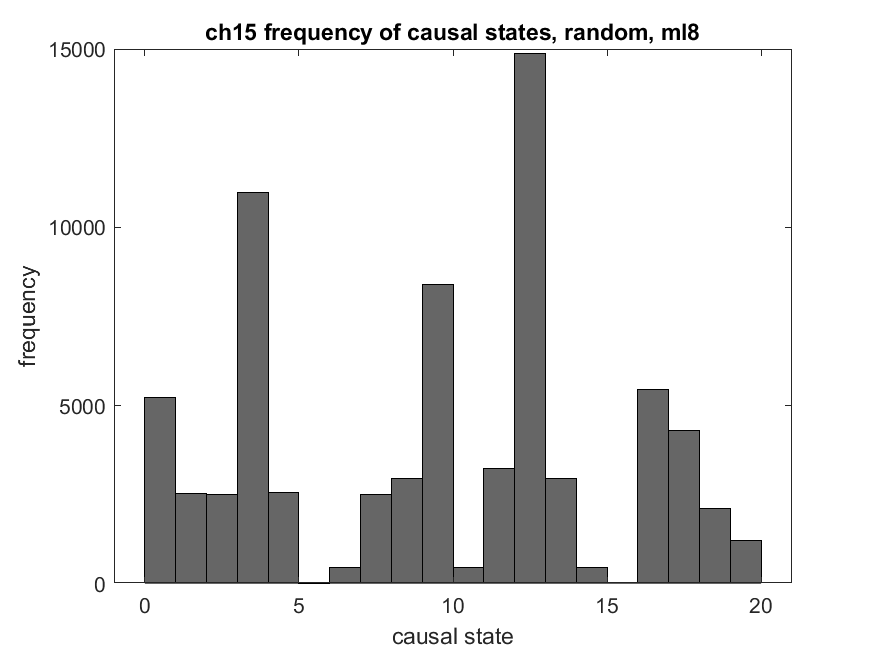 ch15 frequency of causal states, random, ml8
15000
10000
5000
0
frequency
0 5 10 15 20
causal state